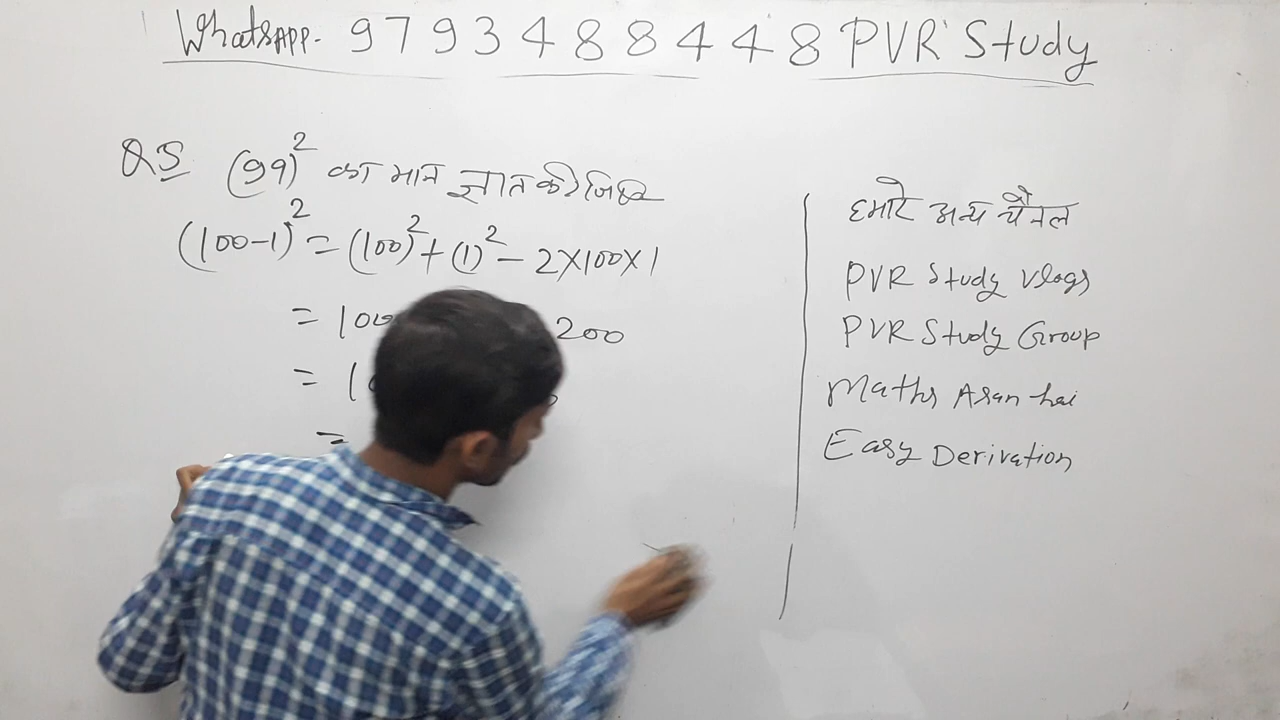 WhatsAPP. 9793488448 PVR Study
Q5 (99)² का मान ज्ञात कीजिए
(100-1)² = (100)² + (1)² - 2×100×1
= 100 200
= 1
=
हमारे अन्य चैनल
PVR Study Vlogs
PVR Study Group
Maths Asan hai
Easy Derivation